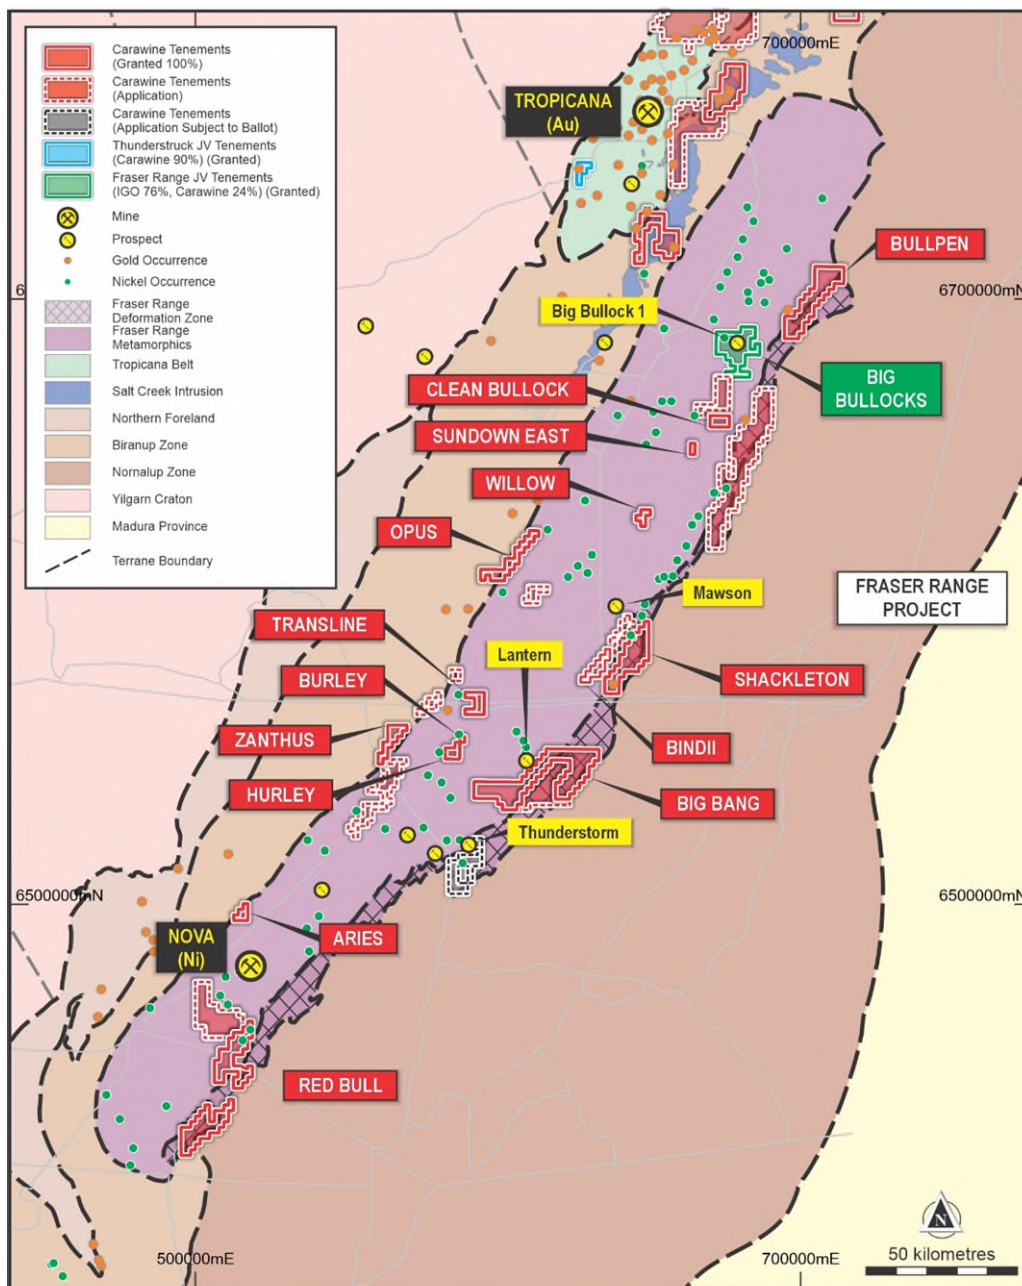 Carawine Tenements
(Granted 100%)
Carawine Tenements
(Application)
Carawine Tenements
(Application Subject to Ballot)
Thunderstruck JV Tenements
(Carawine 90%) (Granted)
Fraser Range JV Tenements
(IGO 76%, Carawine 24%) (Granted)
Mine
Prospect
Gold Occurrence
Nickel Occurrence
Fraser Range
Deformation Zone
Fraser Range
Metamorphics
Tropicana Belt
Salt Creek Intrusion
Northern Foreland
Biranup Zone
Nornalup Zone
Yilgarn Craton
Madura Province
Terrane Boundary
700000mE
TROPICANA
(Au)
BULLPEN
6
6700000mN
Big Bullock 1
CLEAN BULLOCK
BIG
BULLOCKS
SUNDOWN EAST
WILLOW
OPUS
Mawson
FRASER RANGE
PROJECT
TRANSLINE
Lantern
BURLEY
SHACKLETON
ZANTHUS
BINDII
HURLEY
BIG BANG
Thunderstorm
6500000mN
6500000mN
NOVA
(Ni)
ARIES
RED BULL
N
500000mE
700000mE
50 kilometres